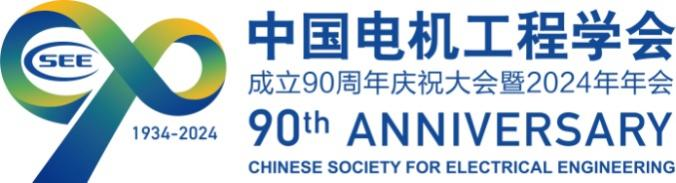 CSEE
1934-2024
中国电机工程学会
成立90周年庆祝大会暨2024年年会
90th ANNIVERSARY
CHINESE SOCIETY FOR ELECTRICAL ENGINEERING